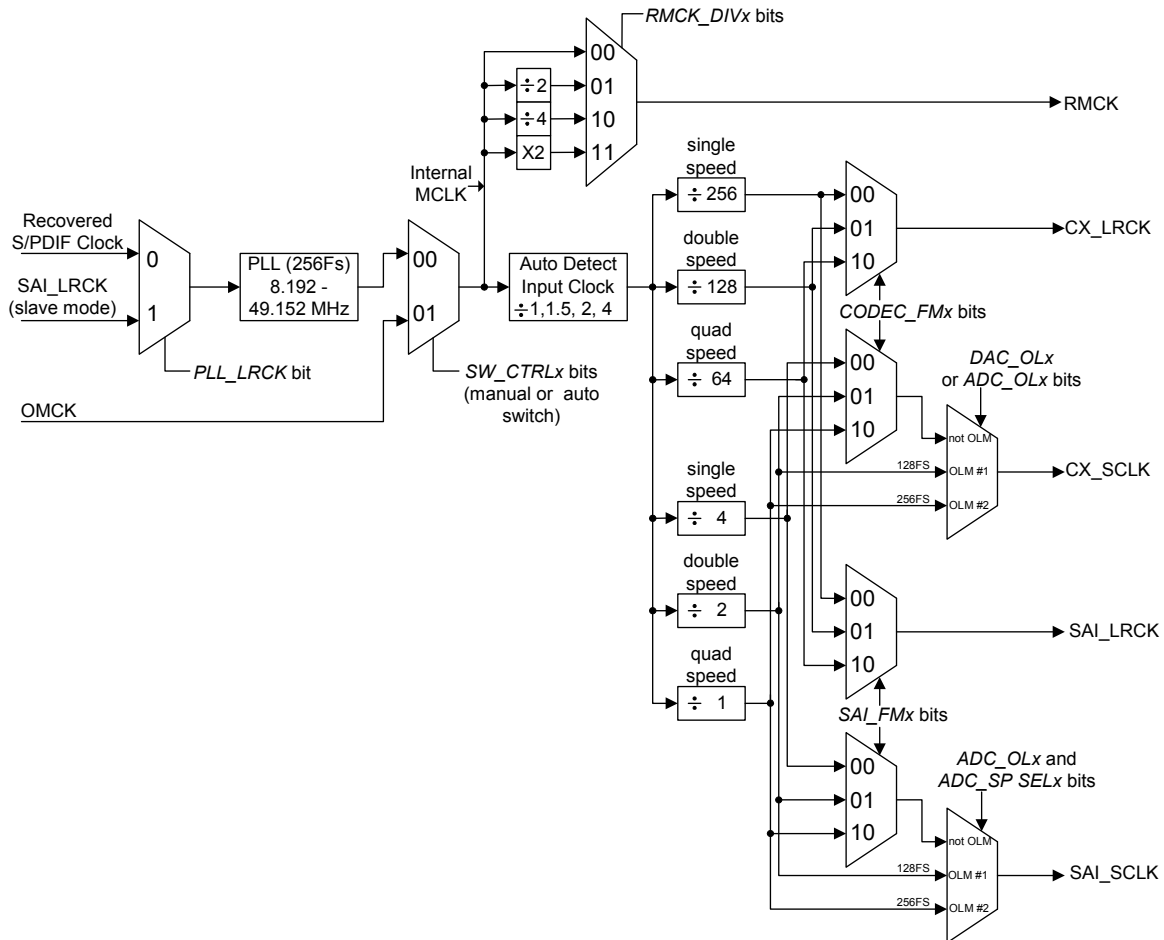 RMCK_DIVx bits
00
÷2
01
÷4
10
X2
11
RMCK
Internal
MCLK
Recovered
S/PDIF Clock
SAI_LRCK
(slave mode)
0
1
PLL_LRCK bit
PLL (256Fs)
8.192 -
49.152 MHz
OMCK
00
01
SW_CTRLx bits
(manual or auto
switch)
Auto Detect
Input Clock
÷1,1.5, 2, 4
single
speed
÷ 256
double
speed
÷ 128
quad
speed
÷ 64
single
speed
÷ 4
double
speed
÷ 2
quad
speed
÷ 1
00
01
10
CX_LRCK
CODEC_FMx bits
00
01
10
DAC_OLx
or ADC_OLx bits
not OLM
128FS
OLM #1
256FS
OLM #2
CX_SCLK
00
01
10
SAI_LRCK
SAI_FMx bits
00
01
10
ADC_OLx and
ADC_SP SELx bits
not OLM
128FS
OLM #1
256FS
OLM #2
SAI_SCLK